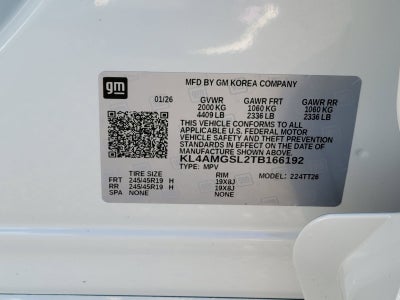 gm
MFD BY GM KOREA COMPANY
01/26 GVWR GAWR FRT GAWR RR
2000 KG 1060 KG 1060 KG
4409 LB 2336 LB 2336 LB
THIS VEHICLE CONFORMS TO ALL
APPLICABLE U.S. FEDERAL MOTOR
VEHICLE SAFETY AND THEFT PREVENTION
STANDARDS IN EFFECT ON THE DATE
OF MANUFACTURE SHOWN ABOVE.
KL4AMGSL2TB166192
TYPE: MPV
TIRE SIZE RIM MODEL: 224TT26
FRT 245/45R19 H 19X8J
RR 245/45R19 H 19X8J
SPA NONE NONE